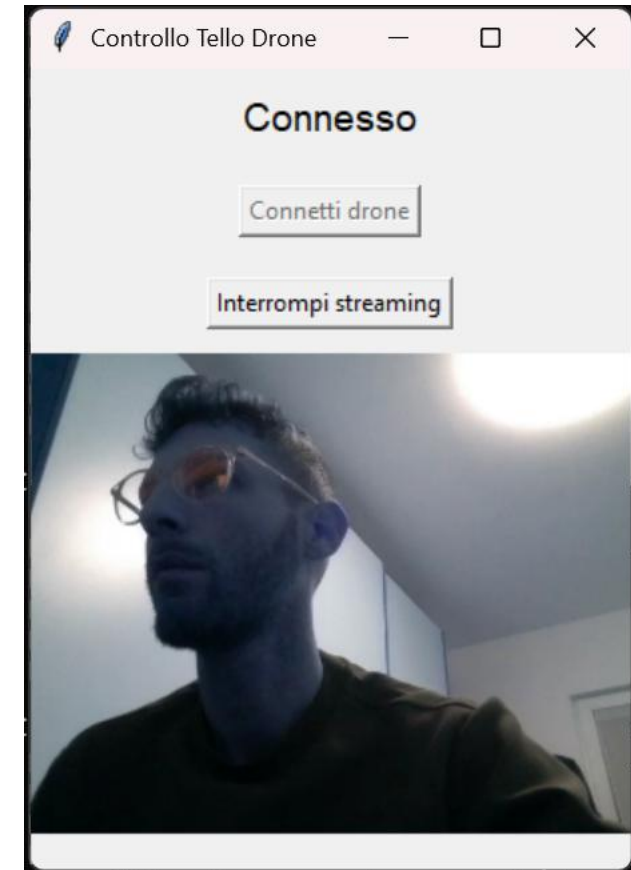 Controllo Tello Drone
Connesso
Connetti drone
Interrompi streaming